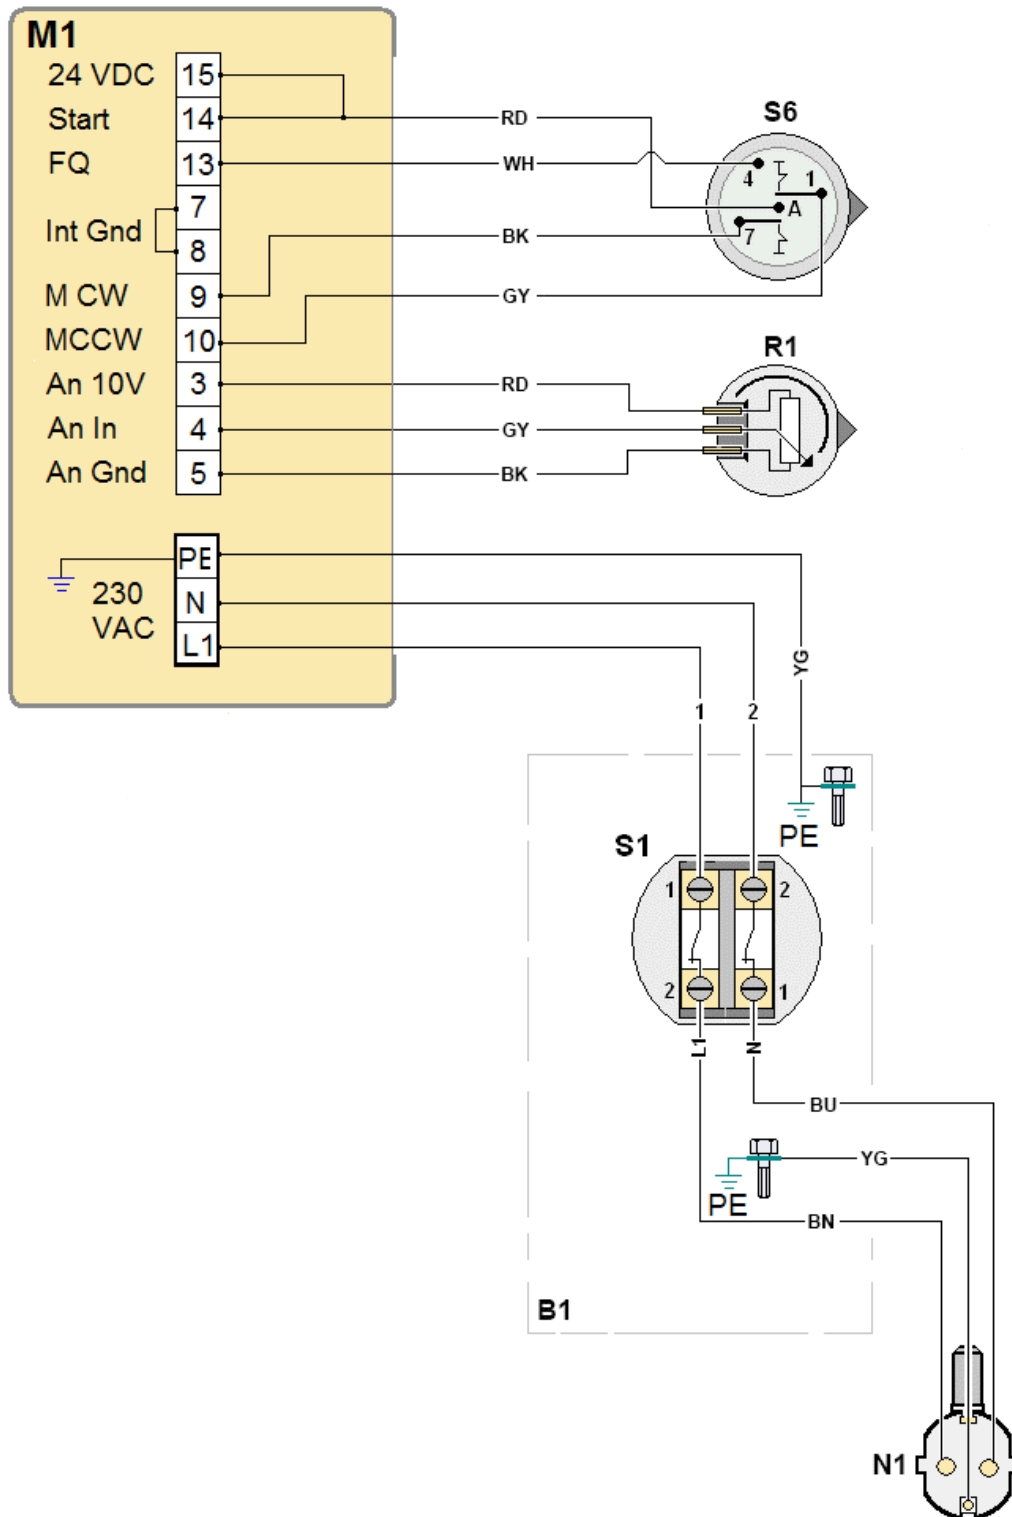 M1
24 VDC 15
Start 14 RD S6
FQ 13 WH 4 1
7 A
Int Gnd
8 BK 7
M CW 9 GY
MCCW 10 R1
An 10V 3 RD
An In 4 GY
An Gnd 5 BK
PE
230 N
VAC L1
YG
1 2
PE
S1
1 2
2 1
L1 N
BU
YG
PE
BN
B1
N1